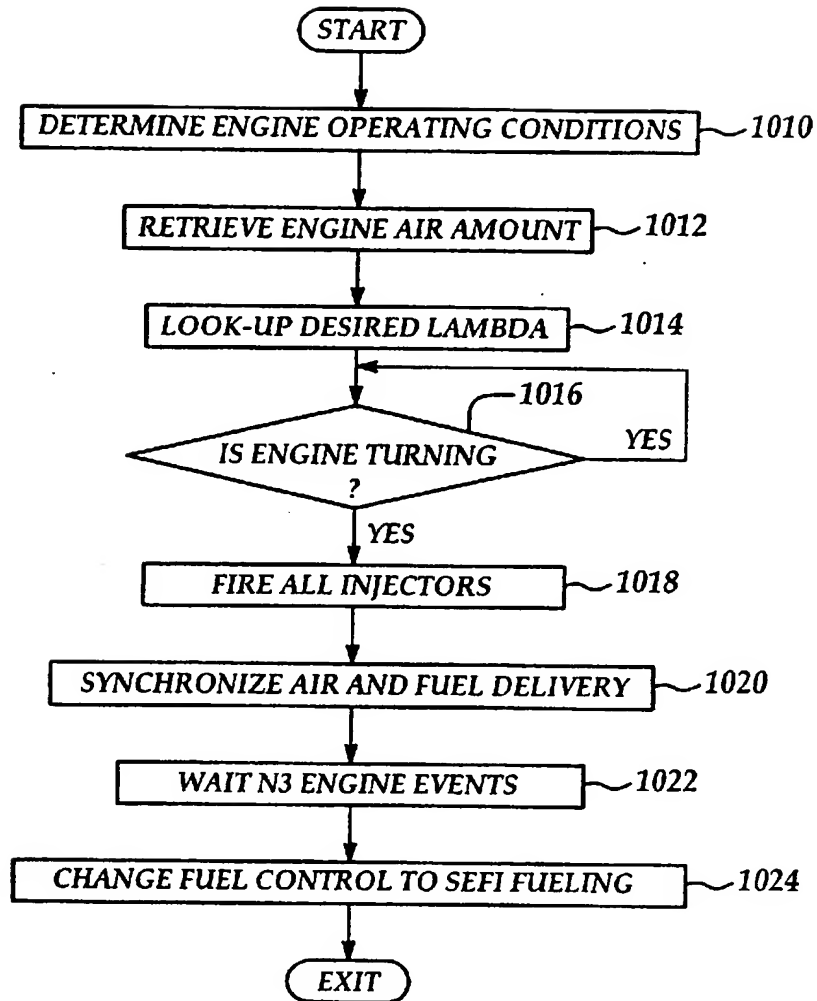 START
DETERMINE ENGINE OPERATING CONDITIONS 1010
RETRIEVE ENGINE AIR AMOUNT 1012
LOOK-UP DESIRED LAMBDA 1014
1016
IS ENGINE TURNING
?
YES
YES
FIRE ALL INJECTORS 1018
SYNCHRONIZE AIR AND FUEL DELIVERY 1020
WAIT N3 ENGINE EVENTS 1022
CHANGE FUEL CONTROL TO SEFI FUELING 1024
EXIT